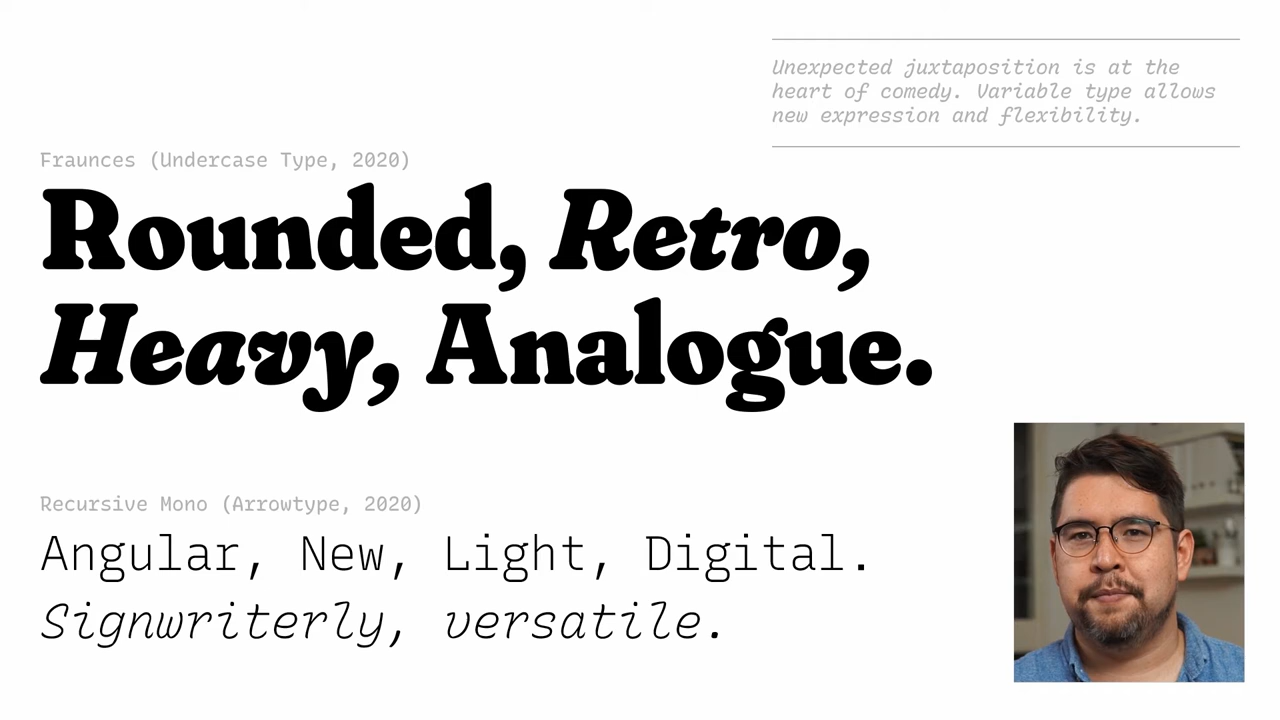 Unexpected juxtaposition is at the
heart of comedy. Variable type allows
new expression and flexibility.
Fraunces (Undercase Type, 2020)
Rounded, Retro,
Heavy, Analogue.
Recursive Mono (Arrowtype, 2020)
Angular, New, Light, Digital.
Signwriterly, versatile.